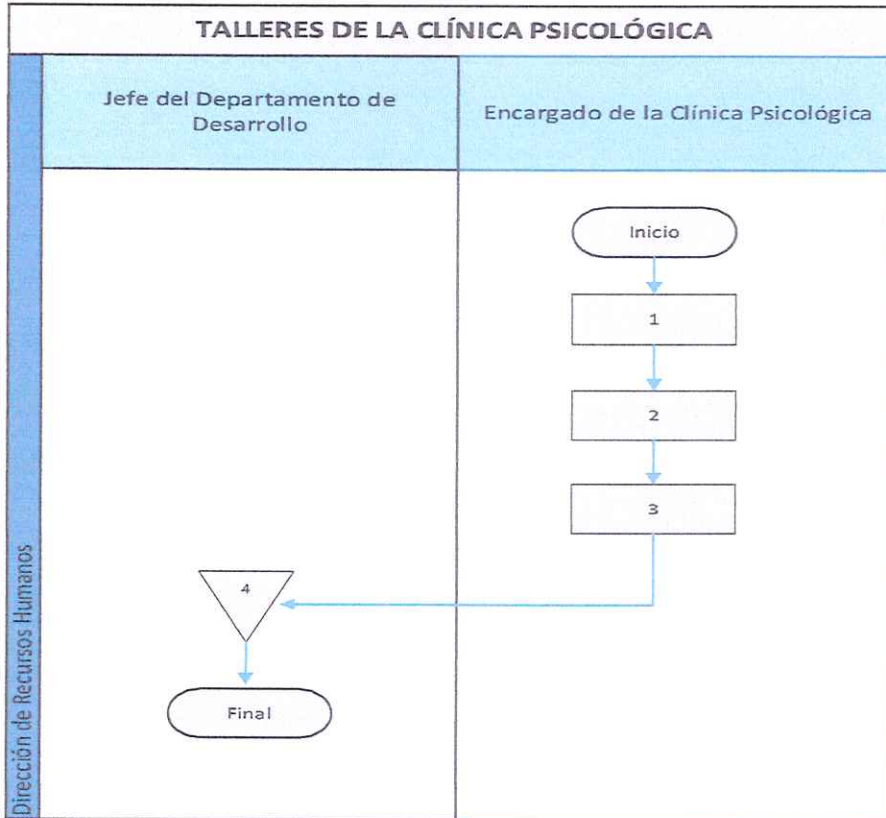 TALLERES DE LA CLÍNICA PSICOLÓGICA
Jefe del Departamento de
Desarrollo
Encargado de la Clínica Psicológica
Dirección de Recursos Humanos
Inicio
1
2
3
4
Final